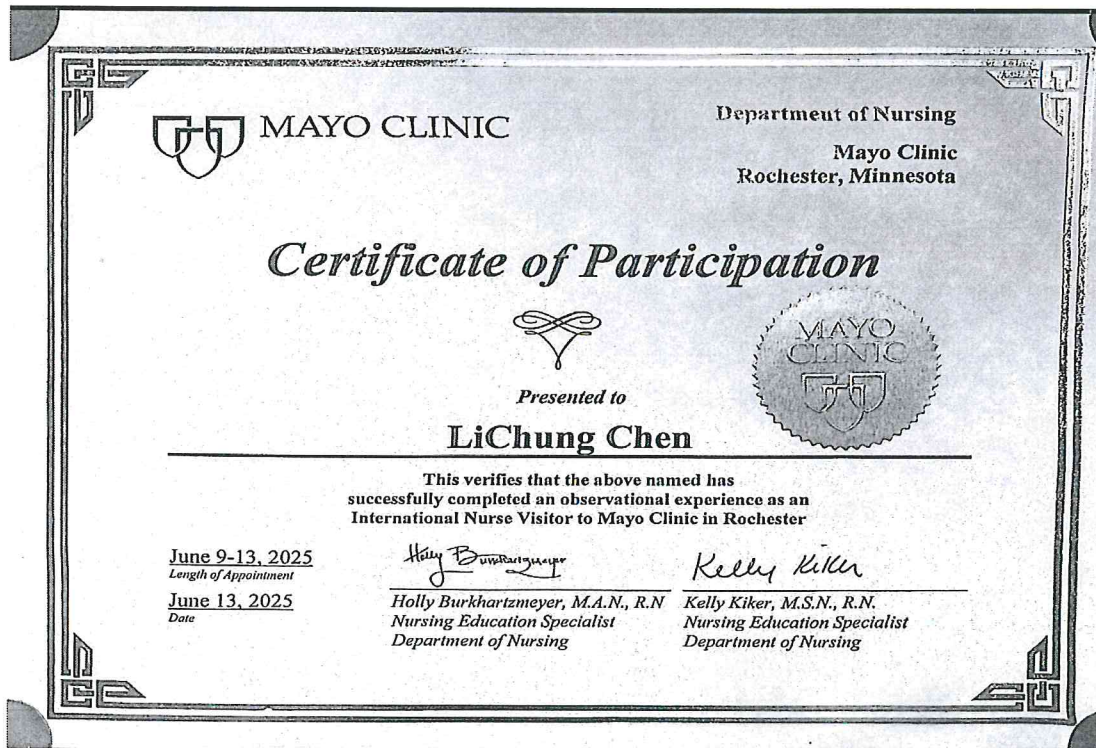 MAYO CLINIC
Department of Nursing
Mayo Clinic
Rochester, Minnesota
Certificate of Participation
MAYO
CLINIC
Presented to
LiChung Chen
This verifies that the above named has
successfully completed an observational experience as an
International Nurse Visitor to Mayo Clinic in Rochester
June 9-13, 2025
Length of Appointment
June 13, 2025
Date
Holly Burkhartzmeyer
Holly Burkhartzmeyer, M.A.N., R.N
Nursing Education Specialist
Department of Nursing
Kelly Kiker
Kelly Kiker, M.S.N., R.N.
Nursing Education Specialist
Department of Nursing